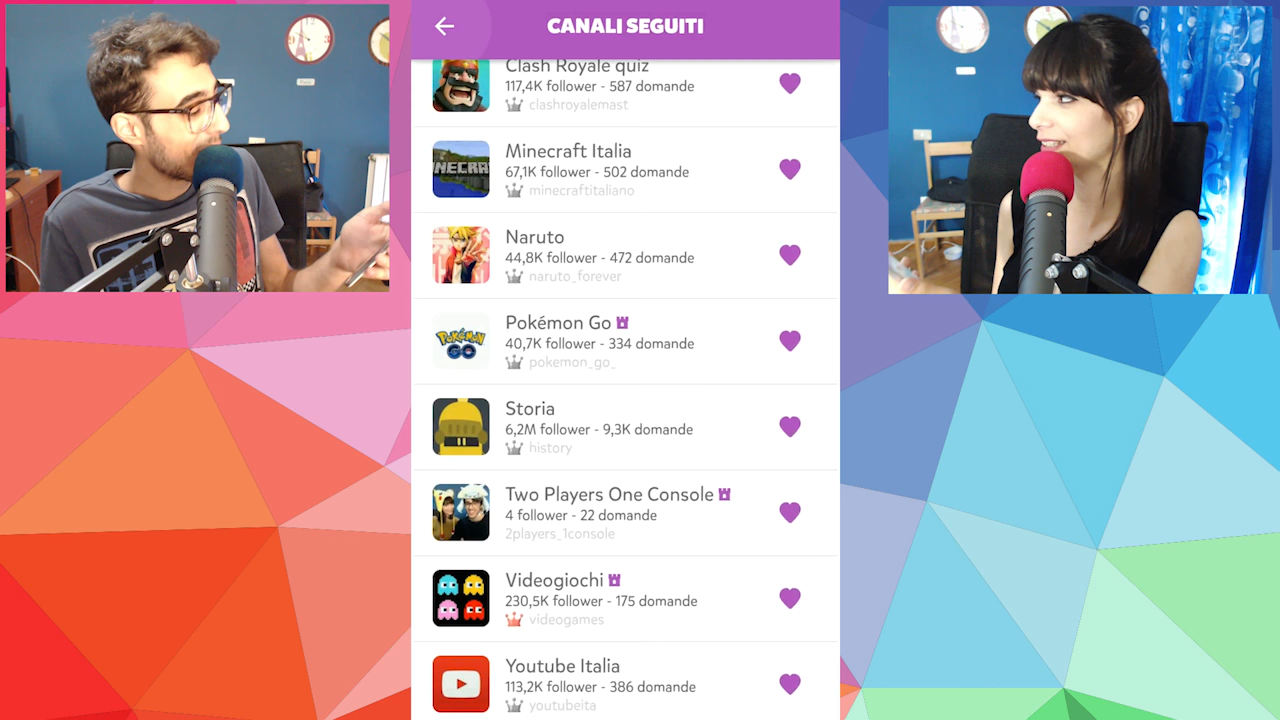 CANALI SEGUITI
Clash Royale quiz
117,4K follower - 587 domande
clashroyalemast
NECRA
Minecraft Italia
67,1K follower - 502 domande
minecraftitaliano
Naruto
44,8K follower - 472 domande
naruto_forever
POKÉMON GO
Pokémon Go
40,7K follower - 334 domande
pokemon_go_
Storia
6,2M follower - 9,3K domande
history
Two Players One Console
4 follower - 22 domande
2players_1console
Videogiochi
230,5K follower - 175 domande
videogames
Youtube Italia
113,2K follower - 386 domande
youtubeita